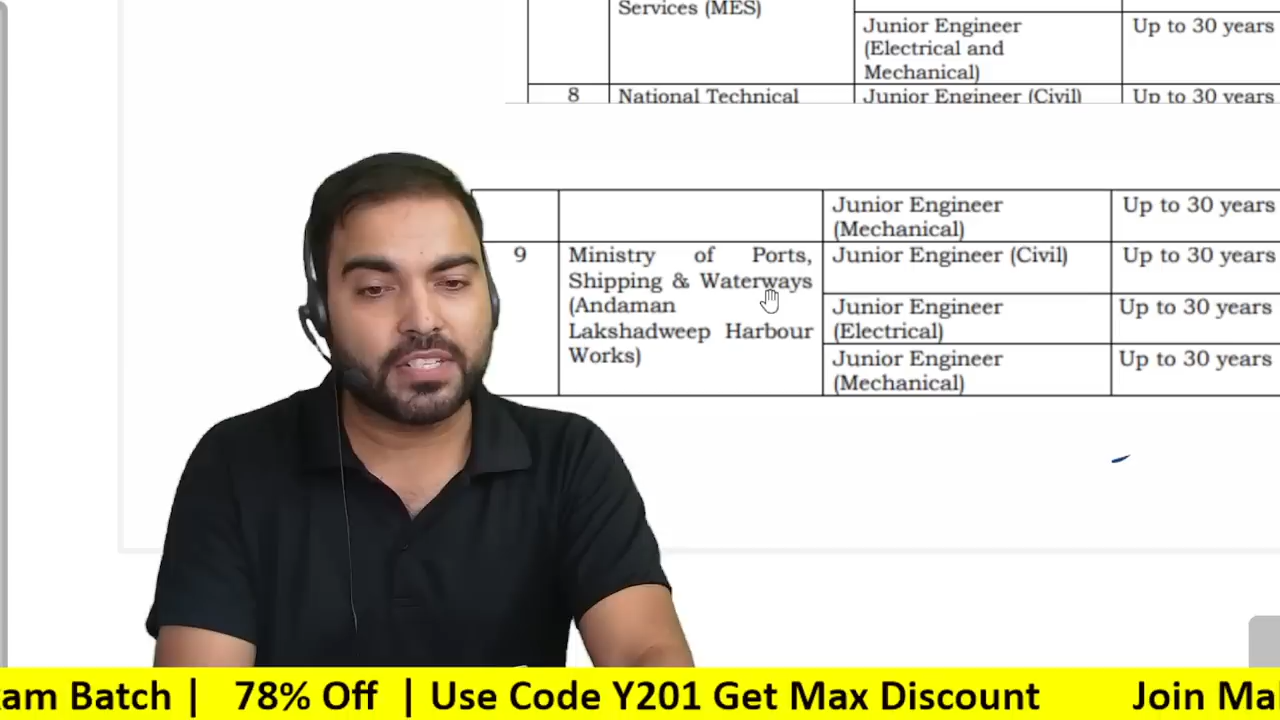 Services (MES)
Junior Engineer
(Electrical and
Mechanical)
Up to 30 years
8
National Technical
Junior Engineer (Civil)
Up to 30 years
Junior Engineer
(Mechanical)
Up to 30 years
9
Ministry of Ports,
Shipping & Waterways
(Andaman
Lakshadweep Harbour
Works)
Junior Engineer (Civil)
Up to 30 years
Junior Engineer
(Electrical)
Up to 30 years
Junior Engineer
(Mechanical)
Up to 30 years
Batch | 78% Off | Use Code Y201 Get Max Discount Join